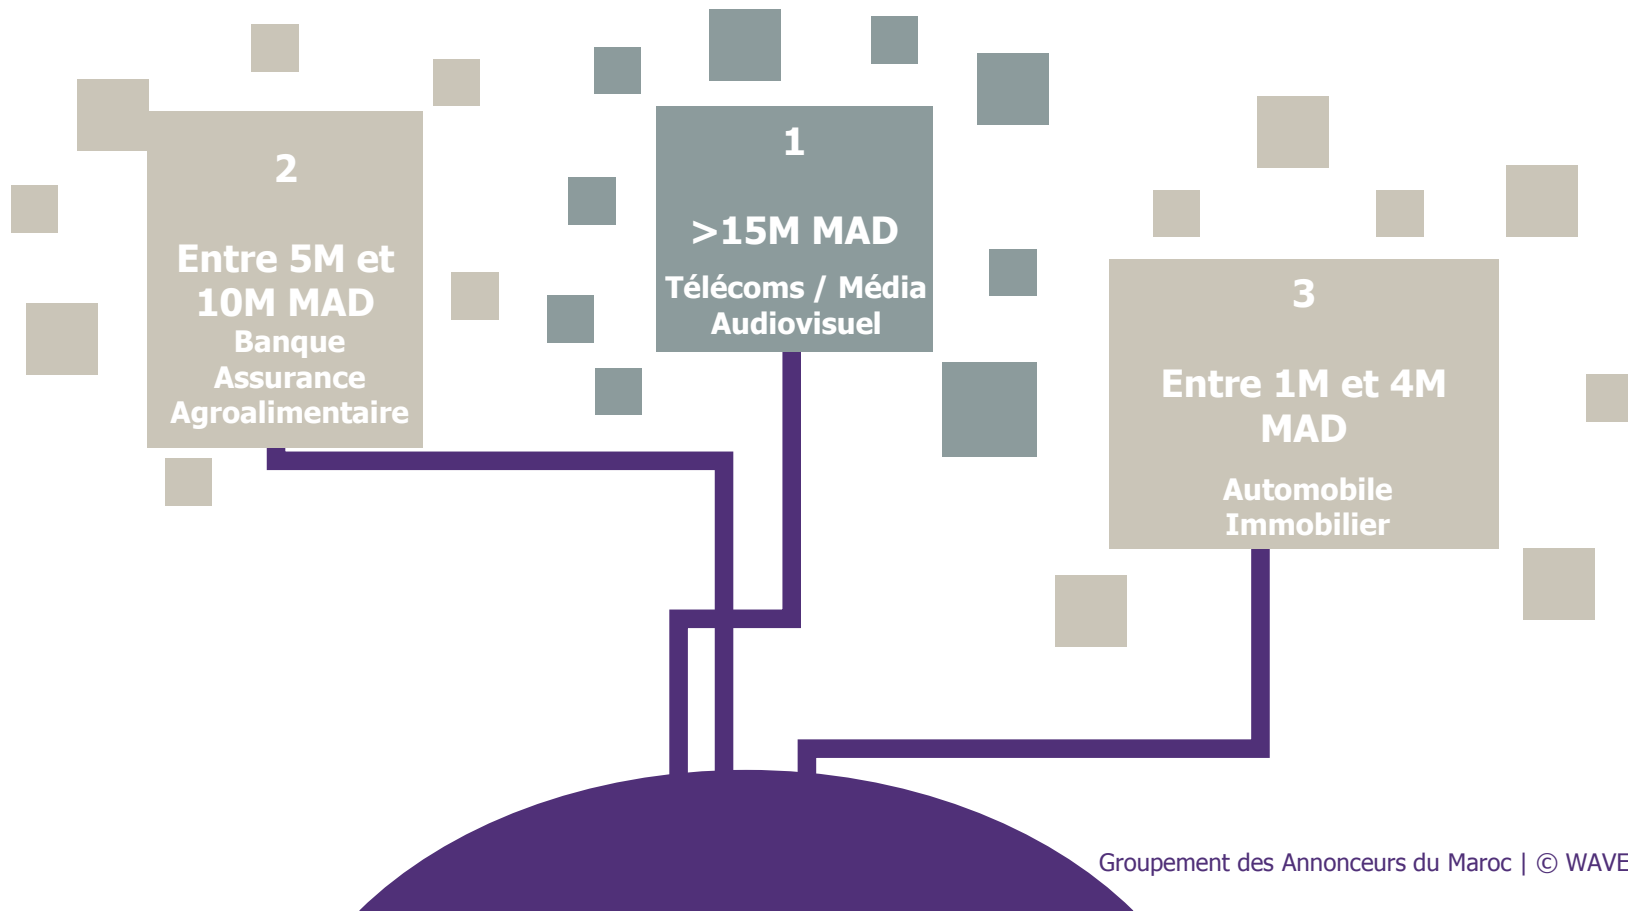 2
Entre 5M et
10M MAD
Banque
Assurance
Agroalimentaire
1
>15M MAD
Télécoms / Média
Audiovisuel
3
Entre 1M et 4M
MAD
Automobile
Immobilier
Groupement des Annonceurs du Maroc | © WAVE